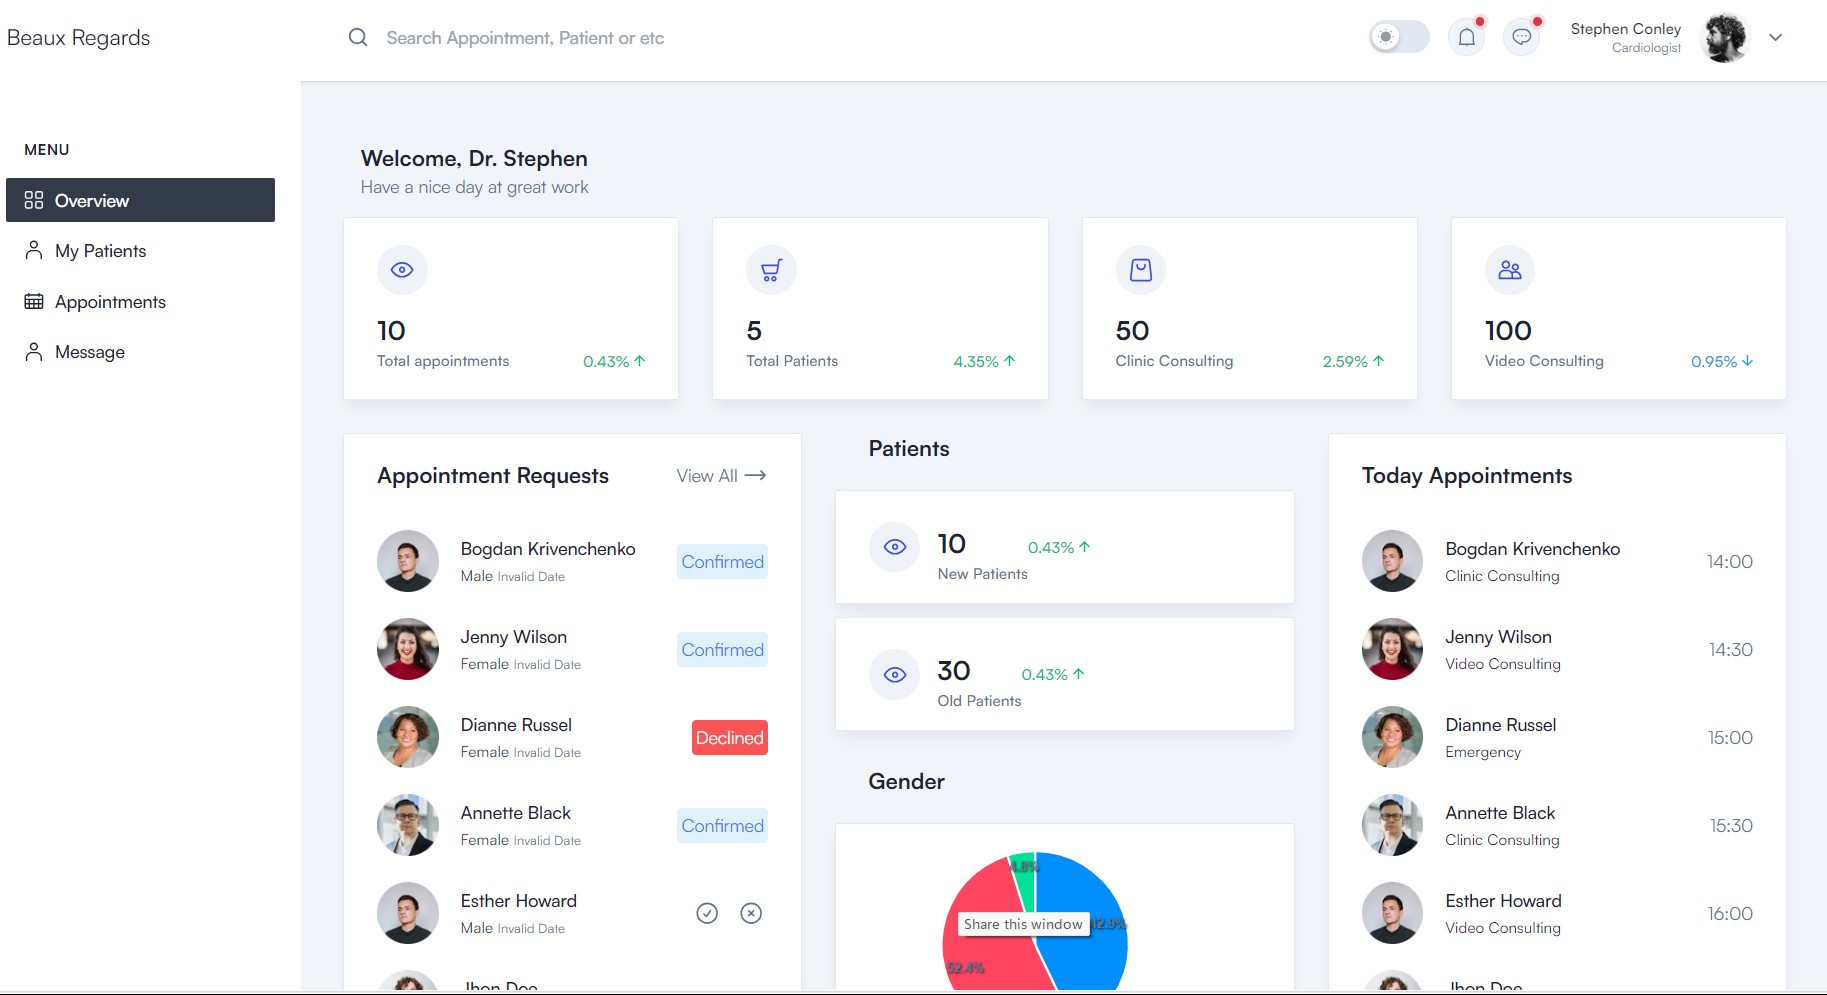 Beaux Regards
Search Appointment, Patient or etc
Stephen Conley
Cardiologist
MENU
Overview
My Patients
Appointments
Message
Welcome, Dr. Stephen
Have a nice day at great work
10
Total appointments
0.43%
5
Total Patients
4.35%
50
Clinic Consulting
2.59%
100
Video Consulting
0.95%
Appointment Requests
View All
Bogdan Krivenchenko
Male Invalid Date
Confirmed
Jenny Wilson
Female Invalid Date
Confirmed
Dianne Russel
Female Invalid Date
Declined
Annette Black
Female Invalid Date
Confirmed
Esther Howard
Male Invalid Date
Jhon Doe
Patients
10
0.43%
New Patients
30
0.43%
Old Patients
Gender
4.8%
Share this window
42.9%
52.4%
Today Appointments
Bogdan Krivenchenko
Clinic Consulting
14:00
Jenny Wilson
Video Consulting
14:30
Dianne Russel
Emergency
15:00
Annette Black
Clinic Consulting
15:30
Esther Howard
Video Consulting
16:00
Jhon Doe